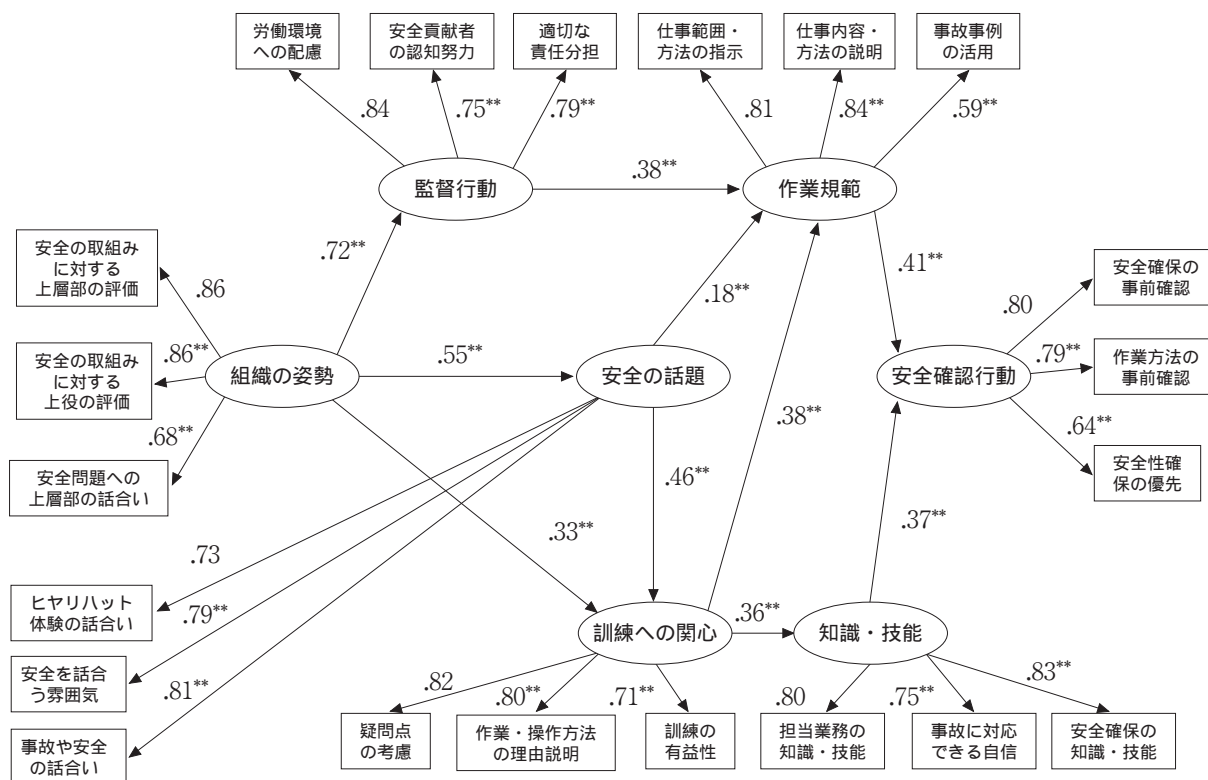 労働環境
への配慮
安全貢献者
の認知努力
適切な
責任分担
仕事範囲・
方法の指示
仕事内容・
方法の説明
事故事例
の活用
.84
.75**
.79**
.81
.84**
.59**
監督行動
.38**
作業規範
安全の取組み
に対する
上層部の評価
.86
.72**
.18**
.41**
安全確保の
事前確認
.80
安全の取組み
に対する
上役の評価
.86**
組織の姿勢
.55**
安全の話題
安全確認行動
.79**
作業方法の
事前確認
.68**
.38**
.64**
安全問題への
上層部の話合い
.46**
安全性確
保の優先
.33**
.37**
.73
ヒヤリハット
体験の話合い
.79**
訓練への関心
.36**
知識・技能
安全を話合
う雰囲気
.81**
.82
.80**
.71**
.80
.75**
.83**
事故や安全
の話合い
疑問点
の考慮
作業・操作方法
の理由説明
訓練の
有益性
担当業務の
知識・技能
事故に対応
できる自信
安全確保の
知識・技能